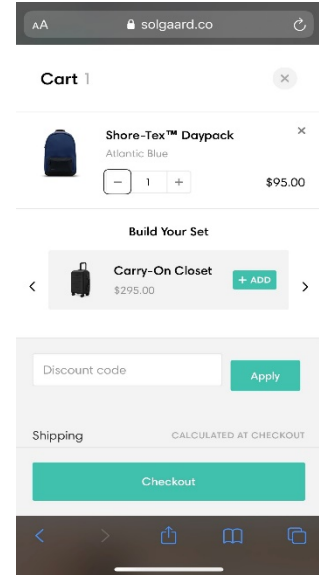 AA solgaard.co
Cart 1
Shore-Tex™ Daypack
Atlantic Blue
− 1 +
$95.00
Build Your Set
Carry-On Closet
$295.00
+ ADD
Discount code
Apply
Shipping
CALCULATED AT CHECKOUT
Checkout